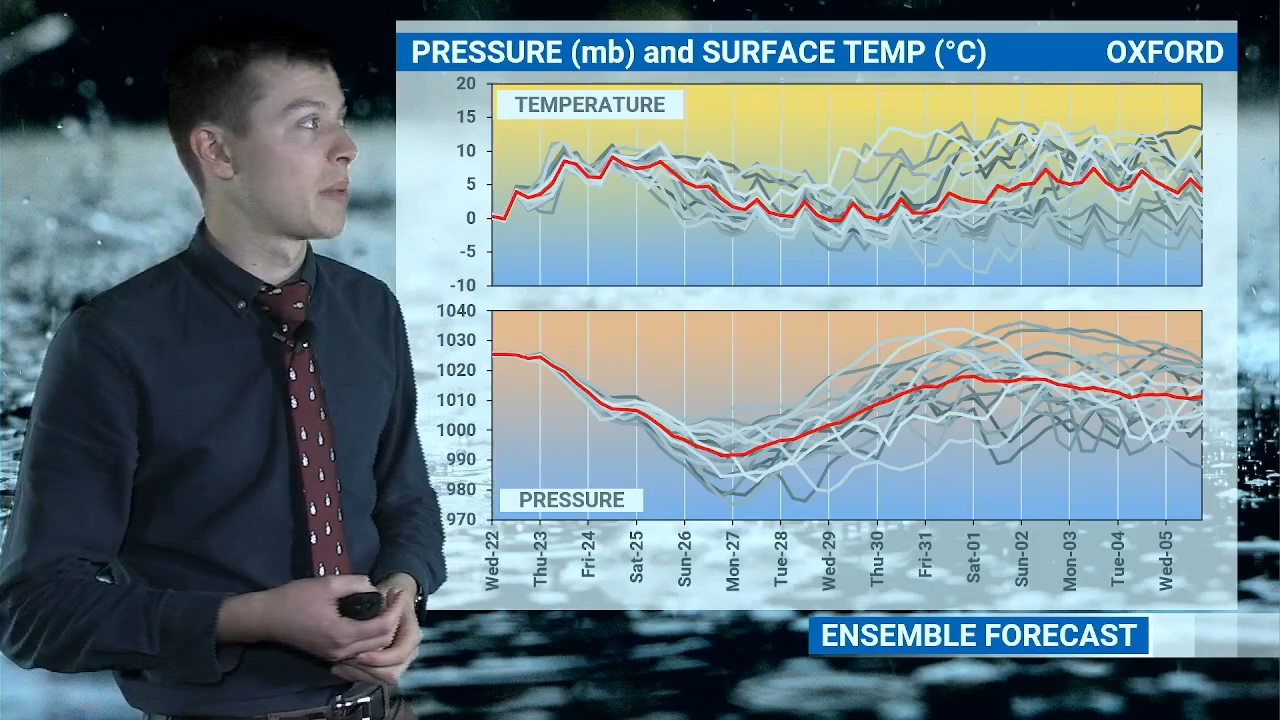 PRESSURE (mb) and SURFACE TEMP (°C) OXFORD
TEMPERATURE
20
15
10
5
0
-5
-10
1040
1030
1020
1010
1000
990
980
970
PRESSURE
Wed-22
Thu-23
Fri-24
Sat-25
Sun-26
Mon-27
Tue-28
Wed-29
Thu-30
Fri-31
Sat-01
Sun-02
Mon-03
Tue-04
Wed-05
ENSEMBLE FORECAST